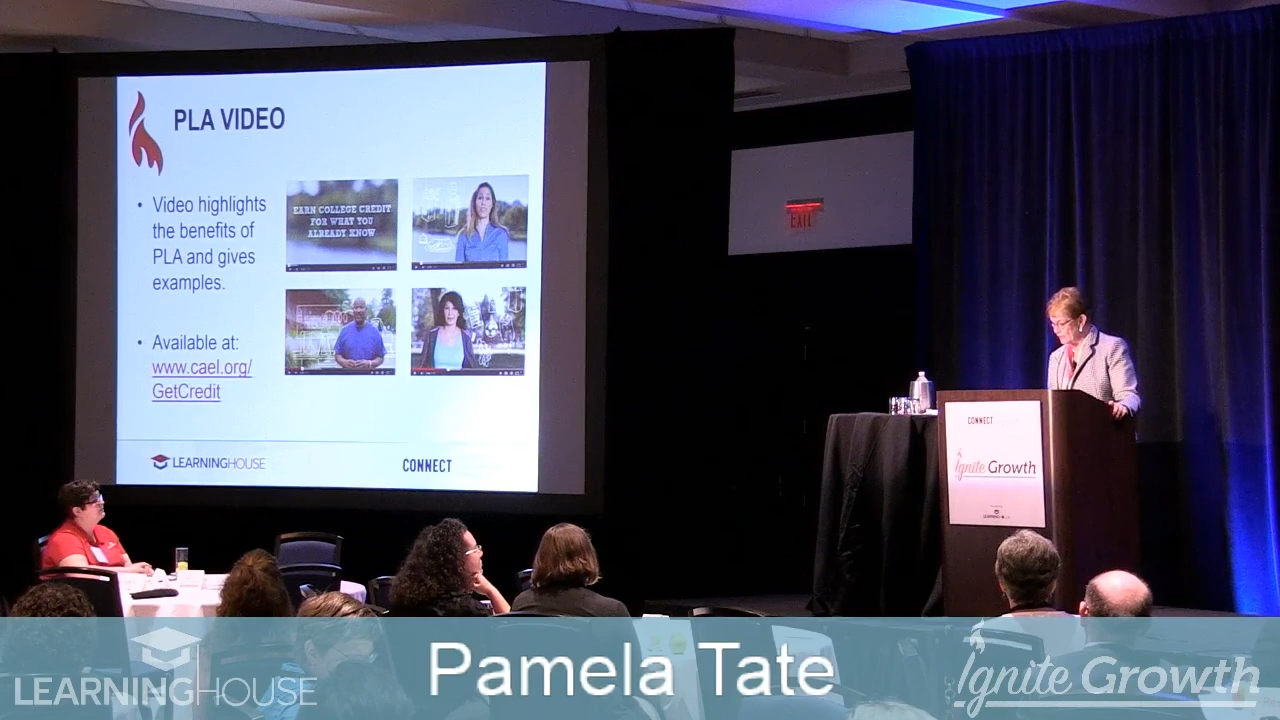 PLA VIDEO
• Video highlights
the benefits of
PLA and gives
examples.
• Available at:
www.cael.org/
GetCredit
EARN COLLEGE CREDIT
FOR WHAT YOU
ALREADY KNOW
LEARNINGHOUSE
CONNECT
EXIT
CONNECT
Ignite Growth
LEARNINGHOUSE
Pamela Tate
Ignite Growth